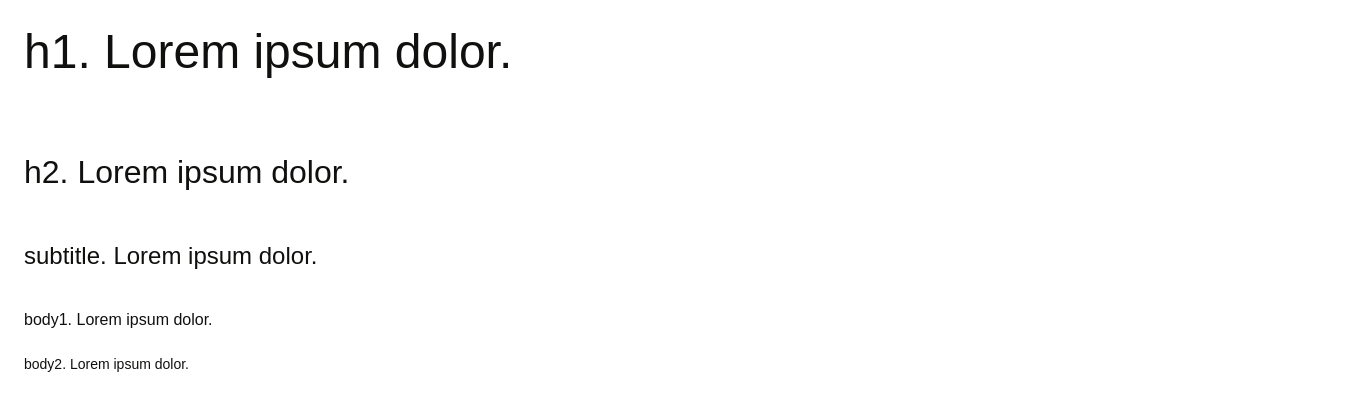 h1. Lorem ipsum dolor.
h2. Lorem ipsum dolor.
subtitle. Lorem ipsum dolor.
body1. Lorem ipsum dolor.
body2. Lorem ipsum dolor.